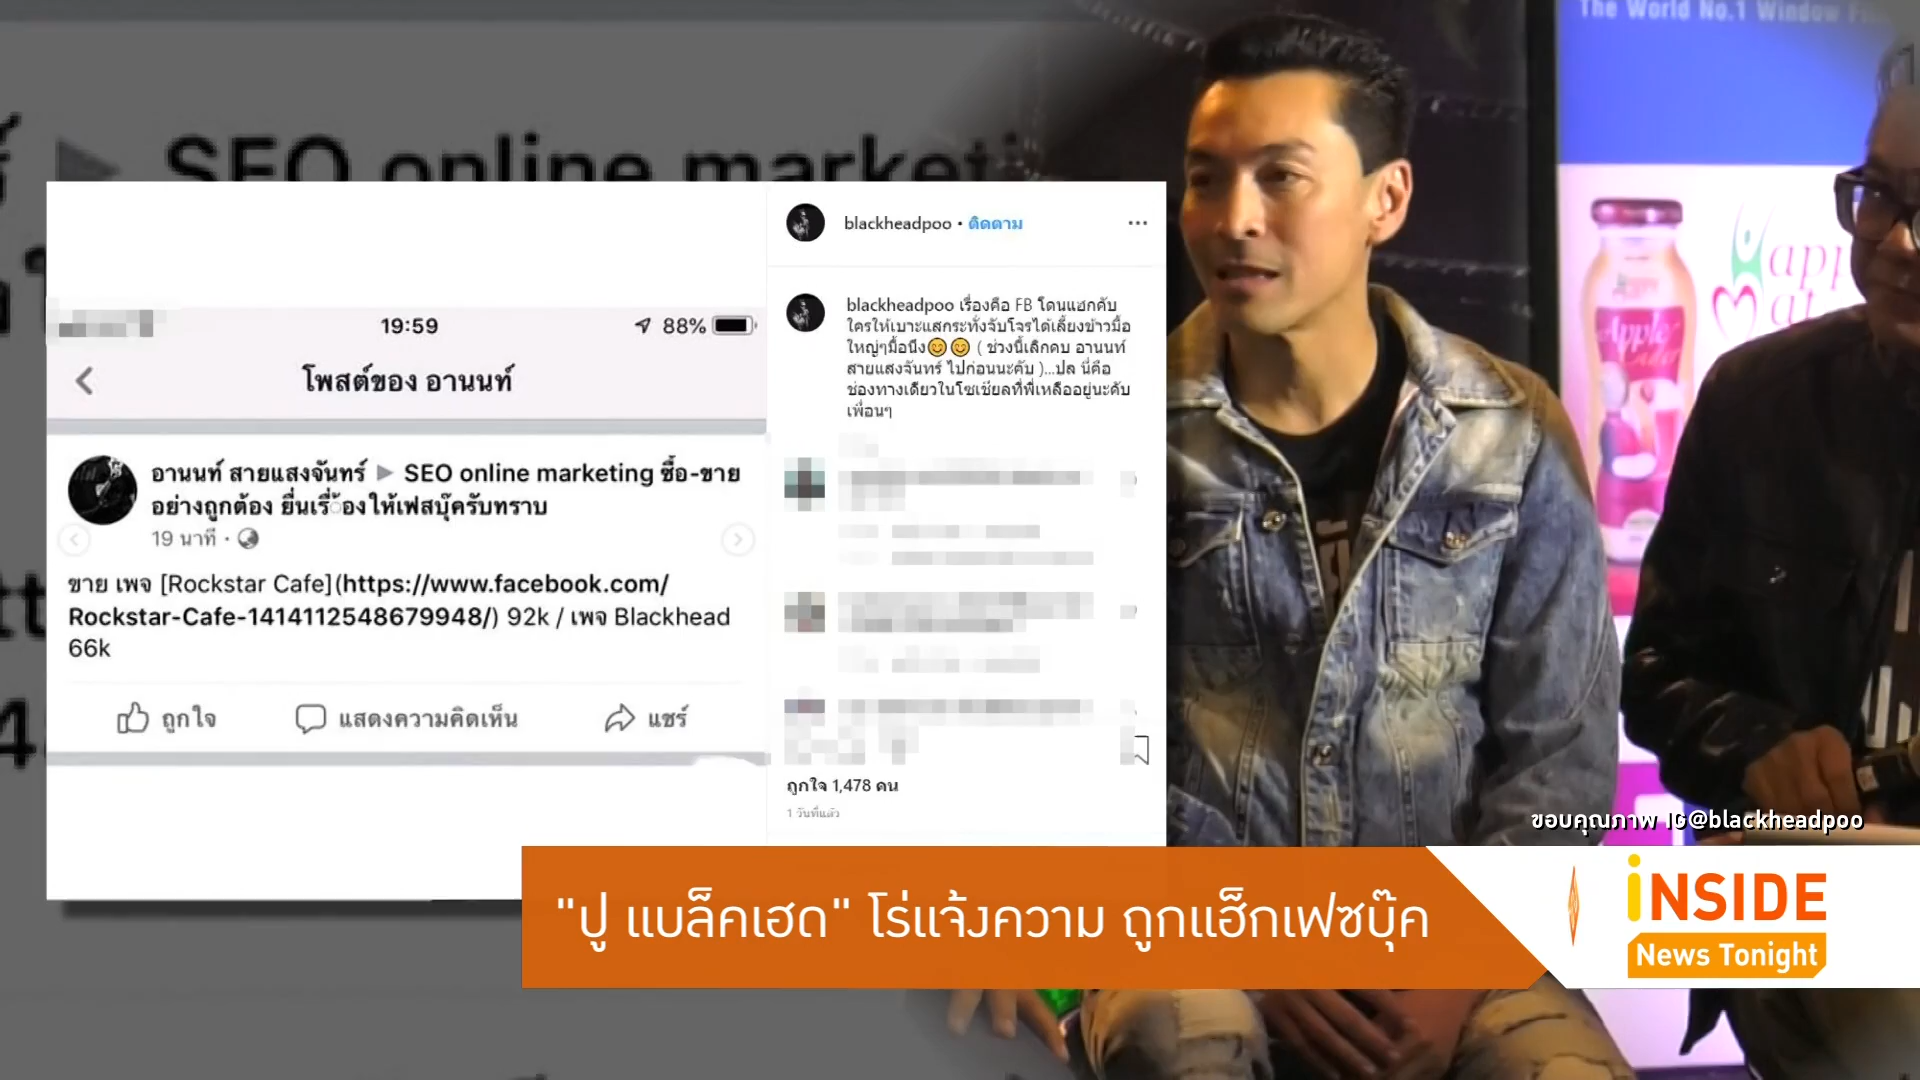 The World No.1 Window
SEO online marketi
19:59
88%
โพสต์ของ อานนท์
อานนท์ สายแสงจันทร์ ▶ SEO online marketing ซื้อ-ขาย
อย่างถูกต้อง ยื่นเรื่้องให้เฟสบุ๊ครับทราบ
19 นาที ·
ขาย เพจ [Rockstar Cafe](https://www.facebook.com/
Rockstar-Cafe-1414112548679948/) 92k / เพจ Blackhead
66k
ถูกใจ
แสดงความคิดเห็น
แชร์
blackheadpoo • ติดตาม
blackheadpoo เรื่องคือ FB โดนแฮกคับ
ใครให้เบาะแสกระทั่งจับโจรได้เลี้ยงข้าวมื้อ
ใหญ่ๆมื้อนึง😊😊 ( ช่วงนี้เลิกคบ อานนท์
สายแสงจันทร์ ไปก่อนนะคับ )...ปล นี่คือ
ช่องทางเดียวในโซเชียลที่พี่เหลืออยู่นะคับ
เพื่อนๆ
ถูกใจ 1,478 คน
1 วันที่แล้ว
Apple
ขอบคุณภาพ IG@blackheadpoo
"ปู แบล็คเฮด" โร่แจ้งความ ถูกแฮ็กเฟซบุ๊ค
iNSIDE
News Tonight